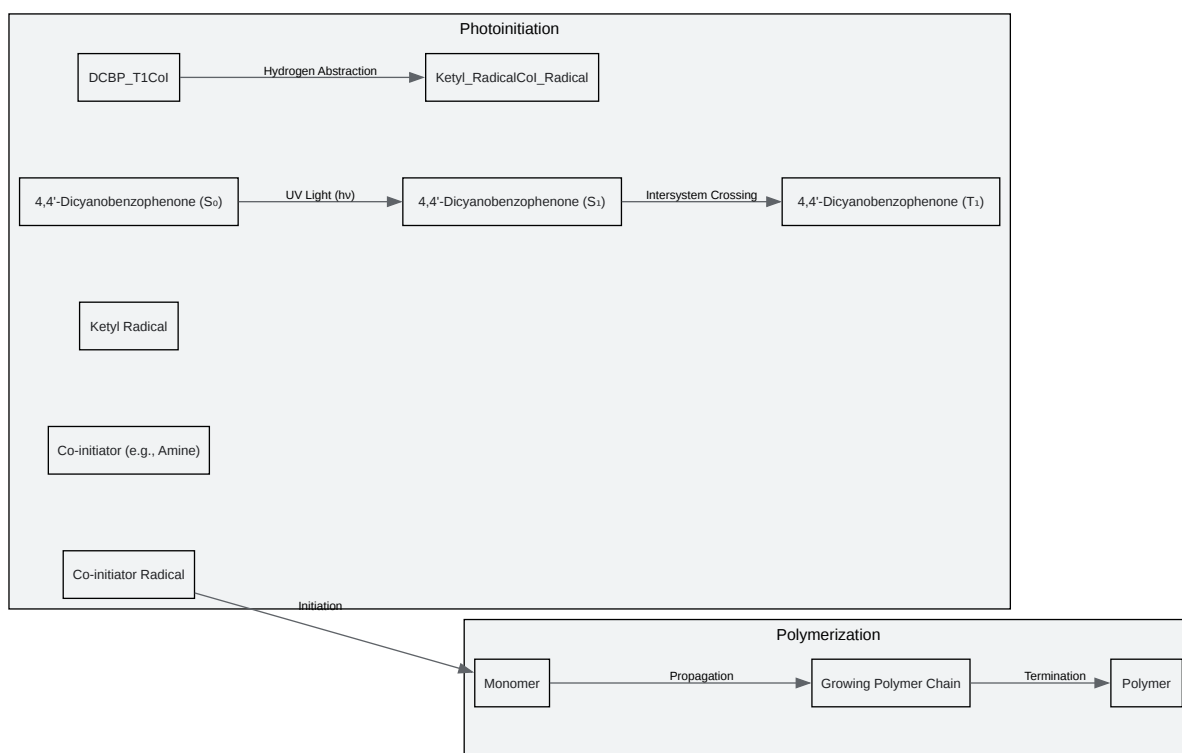 Photoinitiation
DCBP_T1CoI
Hydrogen Abstraction
Ketyl_RadicalCoI_Radical
4,4'-Dicyanobenzophenone (S₀)
UV Light (hν)
4,4'-Dicyanobenzophenone (S₁)
Intersystem Crossing
4,4'-Dicyanobenzophenone (T₁)
Ketyl Radical
Co-initiator (e.g., Amine)
Co-initiator Radical
Initiation
Polymerization
Monomer
Propagation
Growing Polymer Chain
Termination
Polymer